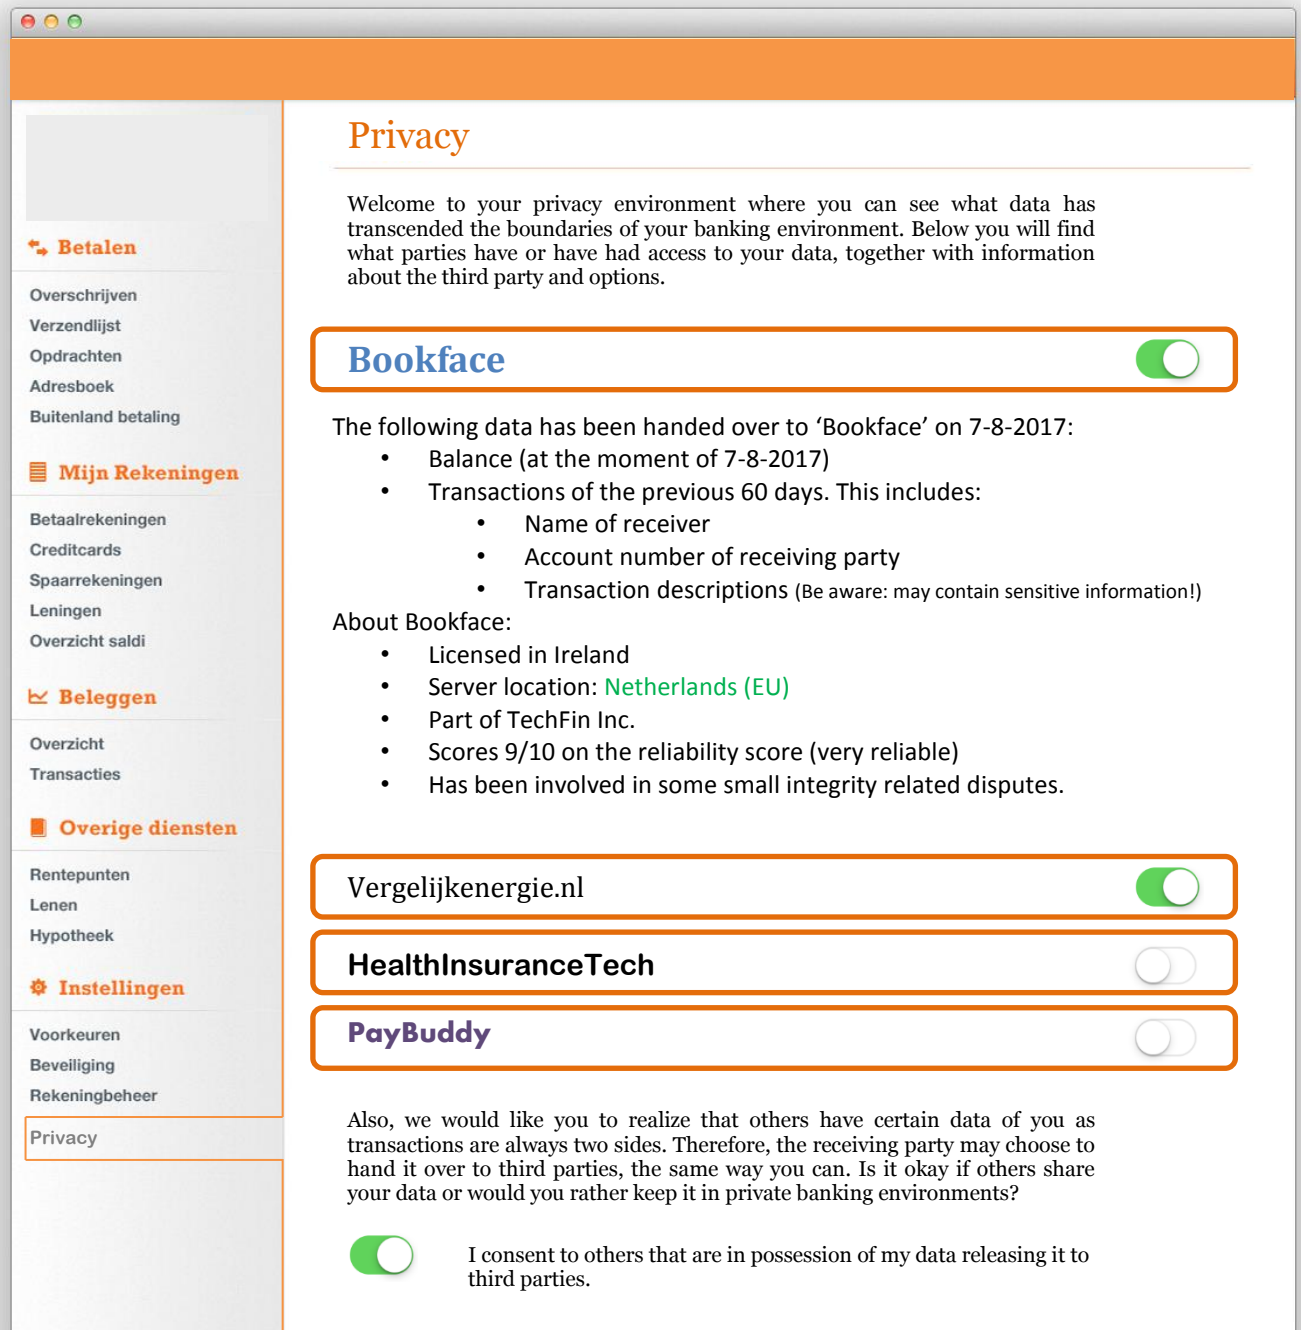 Betalen
Overschrijven
Verzendlijst
Opdrachten
Adresboek
Buitenland betaling
Mijn Rekeningen
Betaalrekeningen
Creditcards
Spaarrekeningen
Leningen
Overzicht saldi
Beleggen
Overzicht
Transacties
Overige diensten
Rentepunten
Lenen
Hypotheek
Instellingen
Voorkeuren
Beveiliging
Rekeningbeheer
Privacy
Privacy
Welcome to your privacy environment where you can see what data has
transcended the boundaries of your banking environment. Below you will find
what parties have or have had access to your data, together with information
about the third party and options.
Bookface
The following data has been handed over to ‘Bookface’ on 7-8-2017:
• Balance (at the moment of 7-8-2017)
• Transactions of the previous 60 days. This includes:
• Name of receiver
• Account number of receiving party
• Transaction descriptions (Be aware: may contain sensitive information!)
About Bookface:
• Licensed in Ireland
• Server location: Netherlands (EU)
• Part of TechFin Inc.
• Scores 9/10 on the reliability score (very reliable)
• Has been involved in some small integrity related disputes.
Vergelijkenergie.nl
HealthInsuranceTech
PayBuddy
Also, we would like you to realize that others have certain data of you as
transactions are always two sides. Therefore, the receiving party may choose to
hand it over to third parties, the same way you can. Is it okay if others share
your data or would you rather keep it in private banking environments?
I consent to others that are in possession of my data releasing it to
third parties.